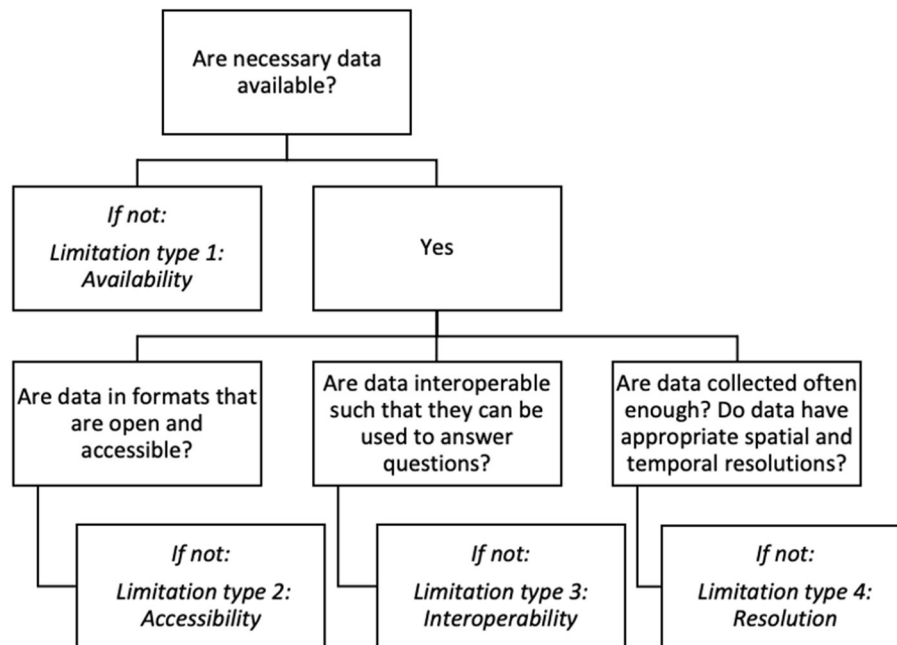 Are necessary data
available?
If not:
Limitation type 1:
Availability
Yes
Are data in formats that
are open and
accessible?
Are data interoperable
such that they can be
used to answer
questions?
Are data collected often
enough? Do data have
appropriate spatial and
temporal resolutions?
If not:
Limitation type 2:
Accessibility
If not:
Limitation type 3:
Interoperability
If not:
Limitation type 4:
Resolution